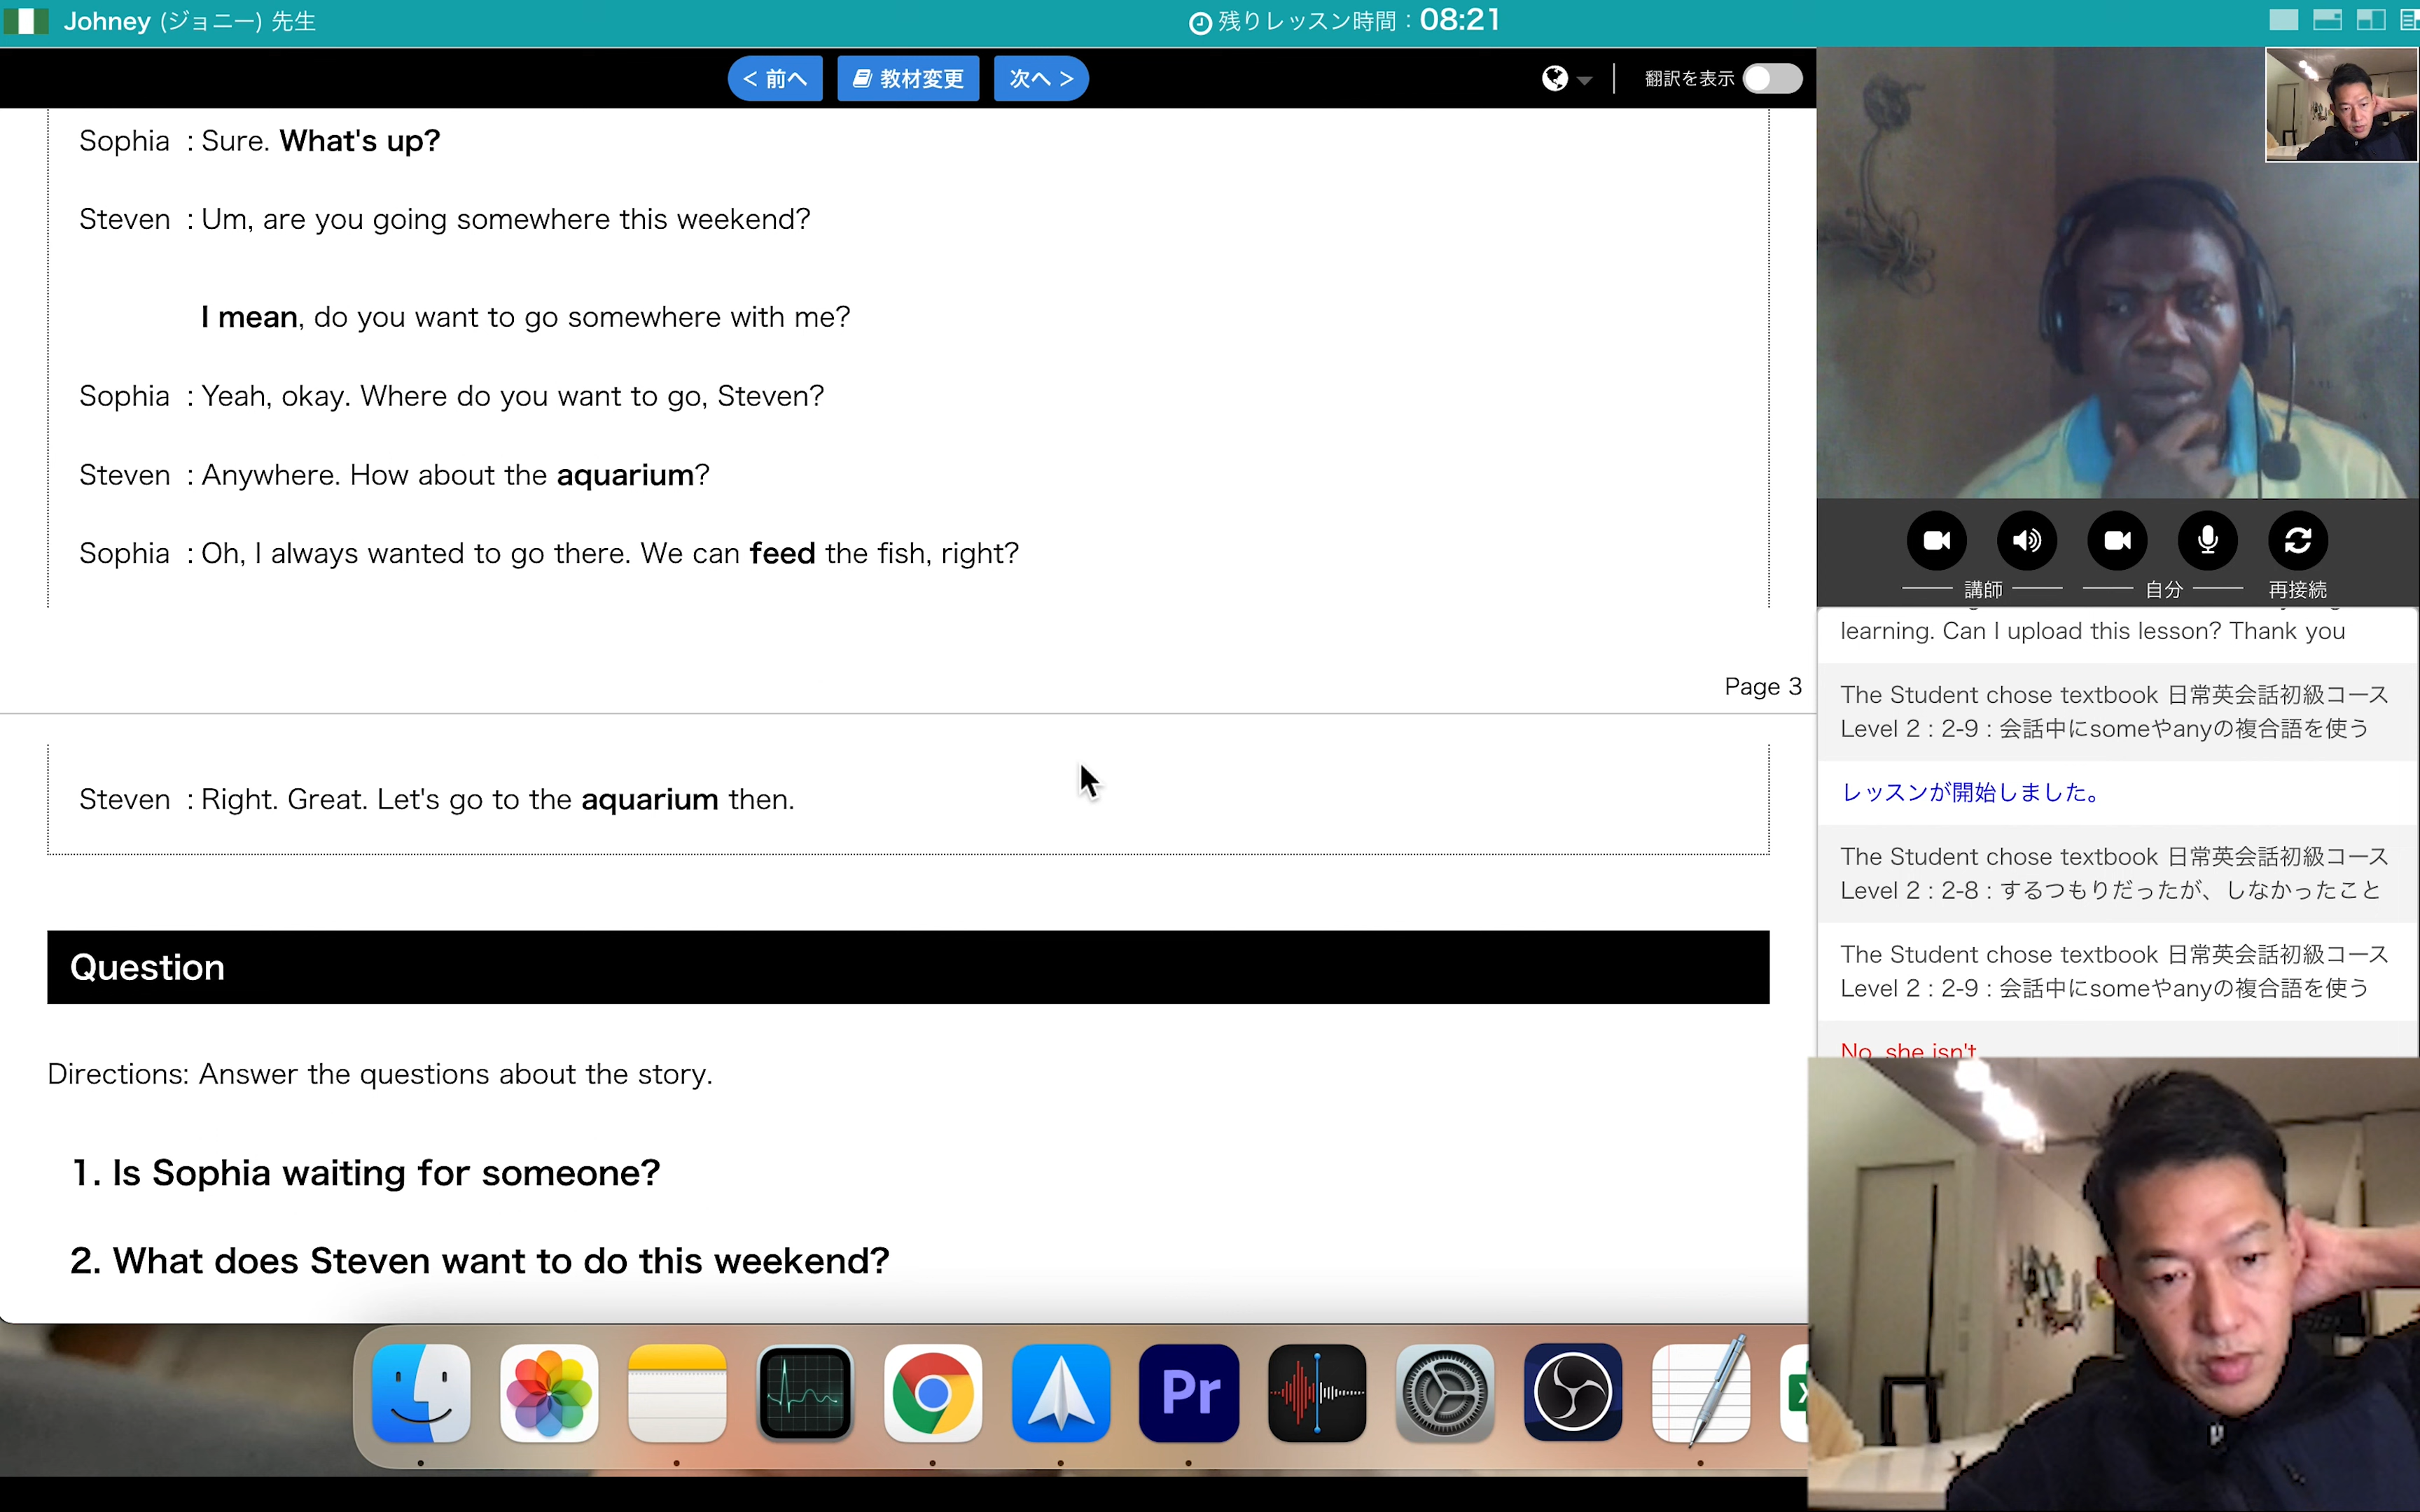 Johney (ジョニー) 先生
残りレッスン時間：08:21
< 前へ
教材変更
次へ >
翻訳を表示
Sophia : Sure. What's up?
Steven : Um, are you going somewhere this weekend?
I mean, do you want to go somewhere with me?
Sophia : Yeah, okay. Where do you want to go, Steven?
Steven : Anywhere. How about the aquarium?
Sophia : Oh, I always wanted to go there. We can feed the fish, right?
Page 3
Steven : Right. Great. Let's go to the aquarium then.
Question
Directions: Answer the questions about the story.
1. Is Sophia waiting for someone?
2. What does Steven want to do this weekend?
講師
自分
再接続
learning. Can I upload this lesson? Thank you
The Student chose textbook 日常英会話初級コース
Level 2 : 2-9 : 会話中にsomeやanyの複合語を使う
レッスンが開始しました。
The Student chose textbook 日常英会話初級コース
Level 2 : 2-8 : するつもりだったが、しなかったこと
The Student chose textbook 日常英会話初級コース
Level 2 : 2-9 : 会話中にsomeやanyの複合語を使う
No, she isn't
Pr